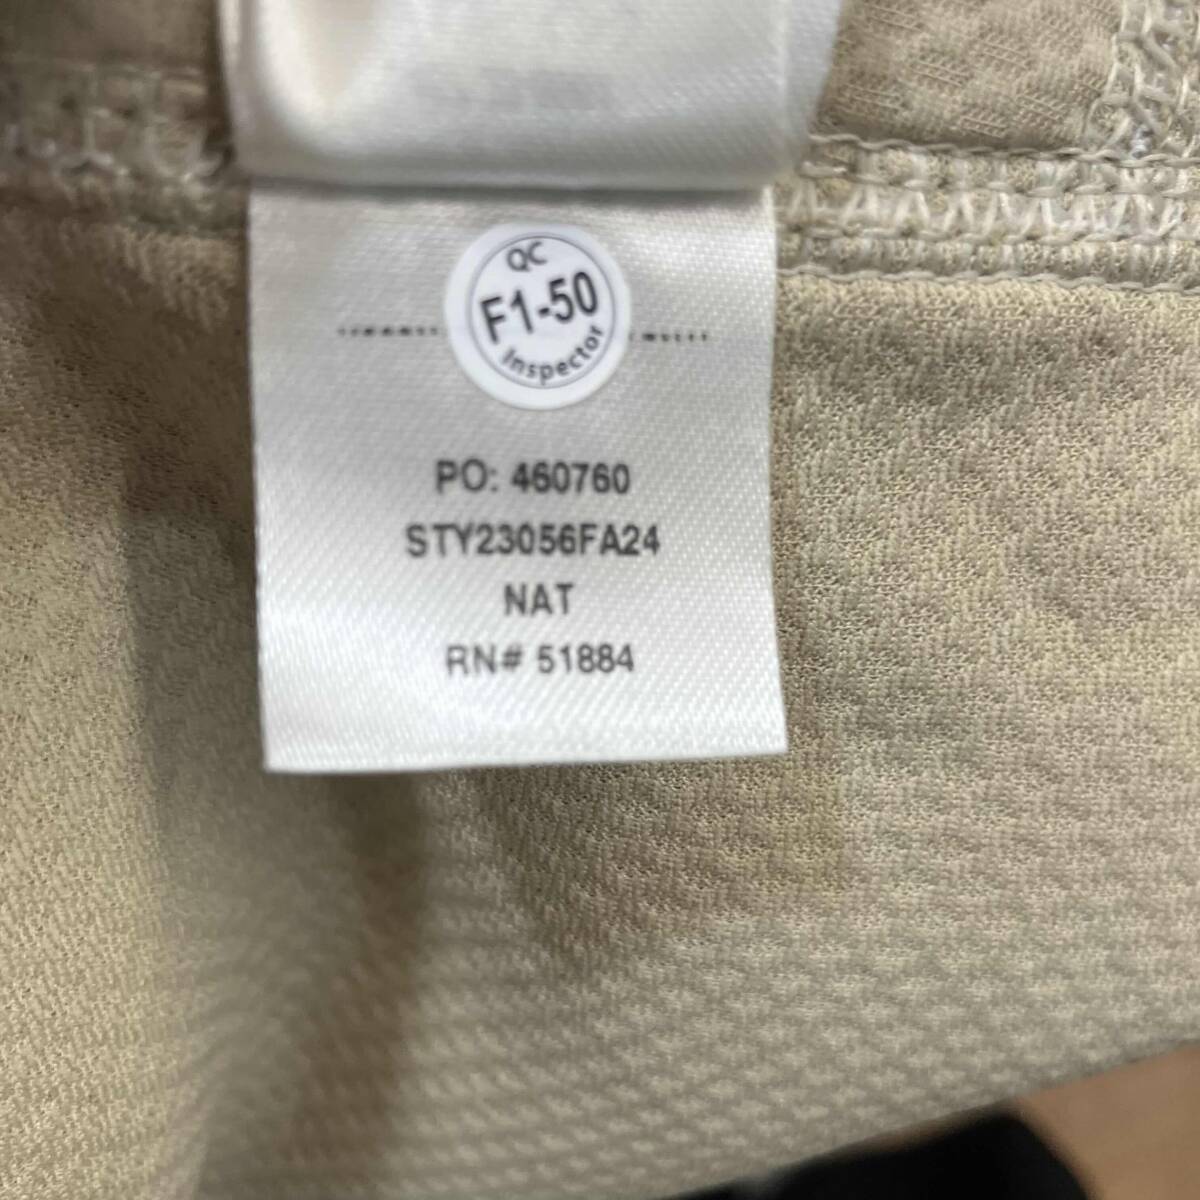 QC
F1-50
Inspector
PO: 460760
STY23056FA24
NAT
RN# 51884